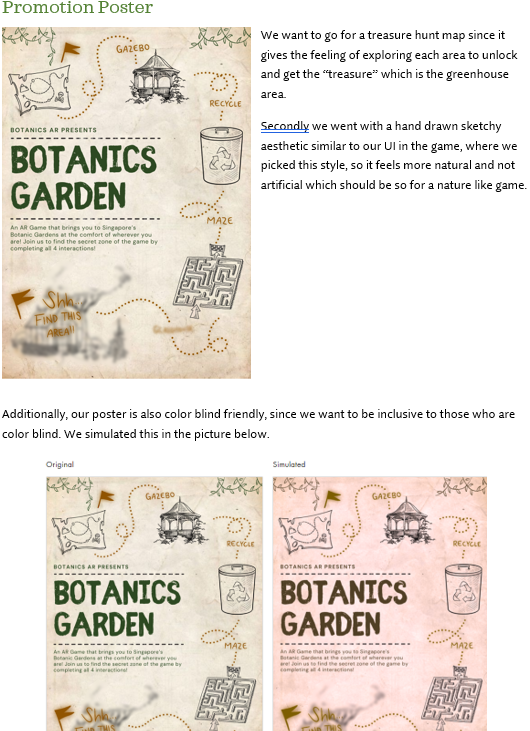 Promotion Poster
GAZEBO
RECYCLE
BOTANICS AR PRESENTS
BOTANICS
GARDEN
An AR Game that brings you to Singapore's
Botanic Gardens at the comfort of wherever you
are! Join us to find the secret zone of the game by
completing all 4 interactions!
MAZE
Shh..
FIND THIS
AREA!!
We want to go for a treasure hunt map since it
gives the feeling of exploring each area to unlock
and get the “treasure” which is the greenhouse
area.
Secondly we went with a hand drawn sketchy
aesthetic similar to our UI in the game, where we
picked this style, so it feels more natural and not
artificial which should be so for a nature like game.
Additionally, our poster is also color blind friendly, since we want to be inclusive to those who are
color blind. We simulated this in the picture below.
Original
GAZEBO
RECYCLE
BOTANICS AR PRESENTS
BOTANICS
GARDEN
An AR Game that brings you to Singapore's
Botanic Gardens at the comfort of wherever you
are! Join us to find the secret zone of the game by
completing all 4 interactions!
MAZE
Shh..
FIND THIS
Simulated
GAZEBO
RECYCLE
BOTANICS AR PRESENTS
BOTANICS
GARDEN
An AR Game that brings you to Singapore's
Botanic Gardens at the comfort of wherever you
are! Join us to find the secret zone of the game by
completing all 4 interactions!
MAZE
Shh..
FIND THIS